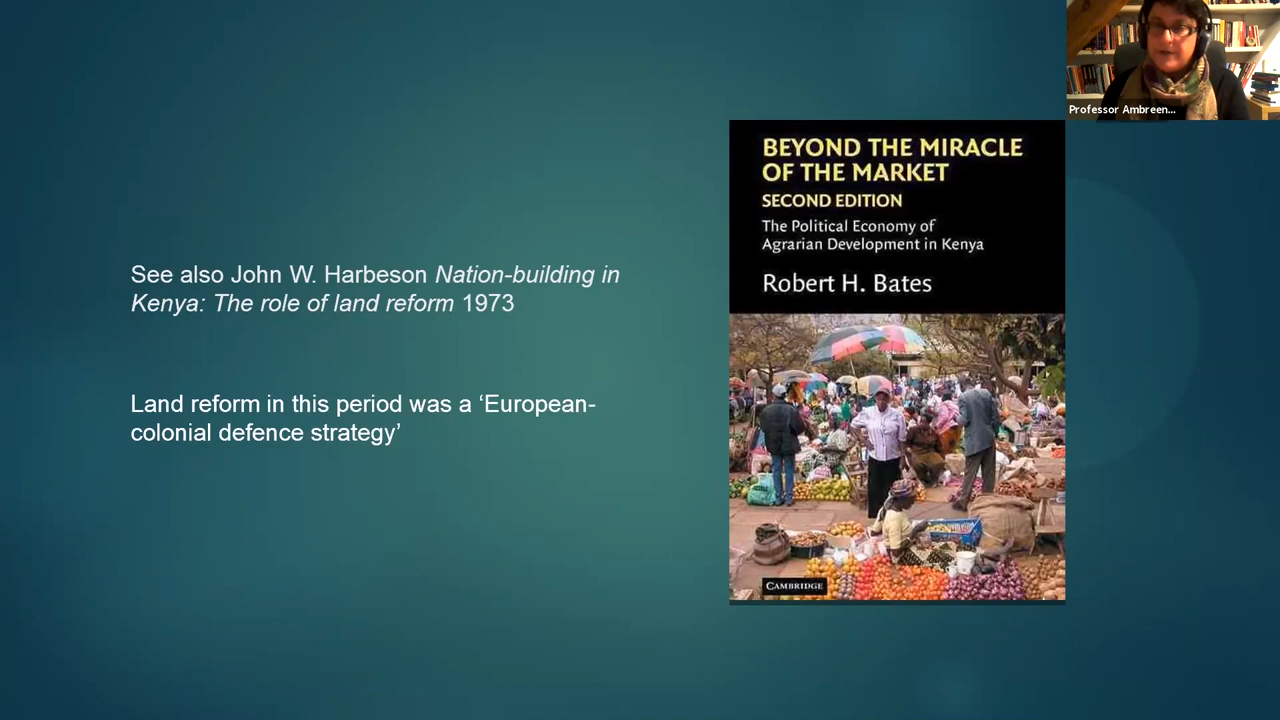 Professor Ambreen...
BEYOND THE MIRACLE
OF THE MARKET
SECOND EDITION
The Political Economy of
Agrarian Development in Kenya
Robert H. Bates
CAMBRIDGE
See also John W. Harbeson Nation-building in
Kenya: The role of land reform 1973
Land reform in this period was a ‘European-
colonial defence strategy’